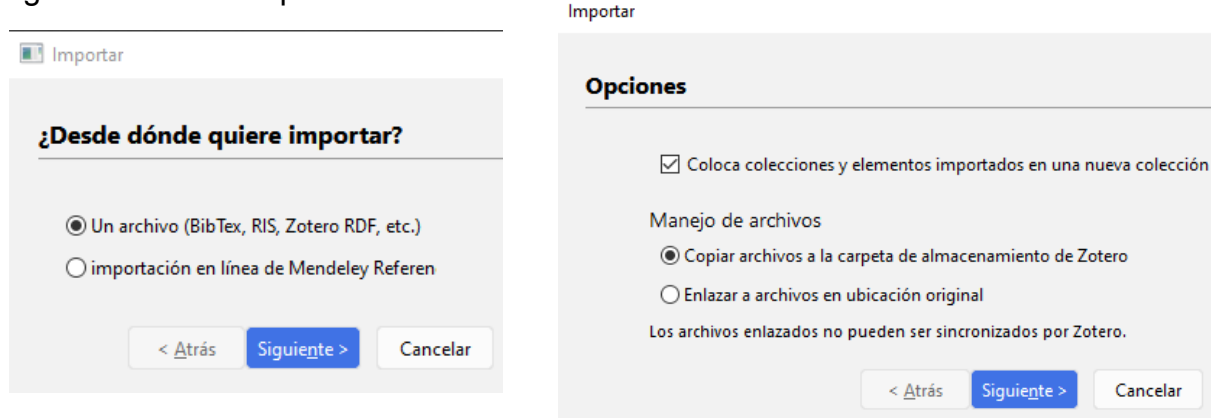 Importar
¿Desde dónde quiere importar?
Un archivo (BibTex, RIS, Zotero RDF, etc.)
importación en línea de Mendeley Referen
< Atrás
Siguiente >
Cancelar
Importar
Opciones
Coloca colecciones y elementos importados en una nueva colección
Manejo de archivos
Copiar archivos a la carpeta de almacenamiento de Zotero
Enlazar a archivos en ubicación original
Los archivos enlazados no pueden ser sincronizados por Zotero.
< Atrás
Siguiente >
Cancelar